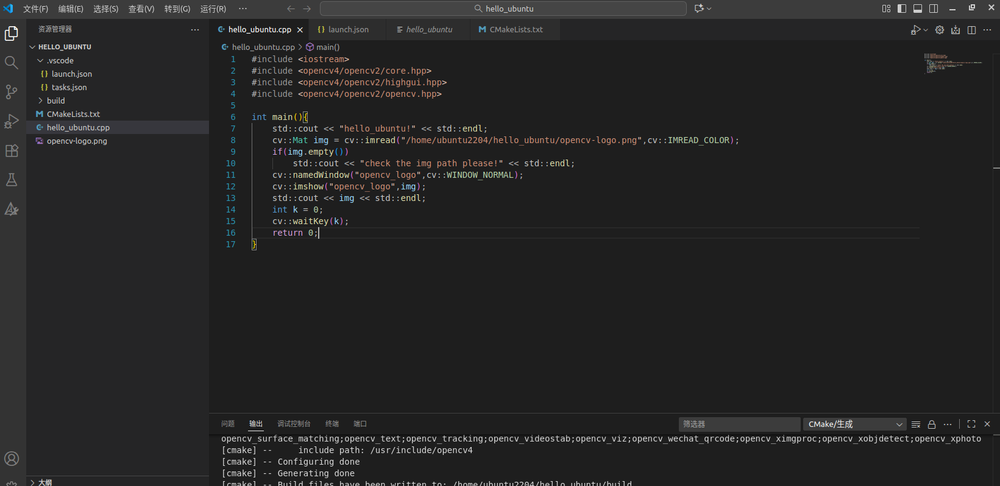 文件(F) 编辑(E) 选择(S) 查看(V) 转到(G) 运行(R) ··· hello_ubuntu
资源管理器 ···
hello_ubuntu.cpp launch.json hello_ubuntu CMakeLists.txt
HELLO_UBUNTU
.vscode
launch.json
tasks.json
build
CMakeLists.txt
hello_ubuntu.cpp
opencv-logo.png
大纲
hello_ubuntu.cpp > main()
1 #include <iostream>
2 #include <opencv4/opencv2/core.hpp>
3 #include <opencv4/opencv2/highgui.hpp>
4 #include <opencv4/opencv2/opencv.hpp>
5
6 int main(){
7 std::cout << "hello_ubuntu!" << std::endl;
8 cv::Mat img = cv::imread("/home/ubuntu2204/hello_ubuntu/opencv-logo.png",cv::IMREAD_COLOR);
9 if(img.empty())
10 std::cout << "check the img path please!" << std::endl;
11 cv::namedWindow("opencv_logo",cv::WINDOW_NORMAL);
12 cv::imshow("opencv_logo",img);
13 std::cout << img << std::endl;
14 int k = 0;
15 cv::waitKey(k);
16 return 0;
17 }
问题 输出 调试控制台 终端 端口 筛选器 CMake/生成
opencv_surface_matching;opencv_text;opencv_tracking;opencv_videostab;opencv_viz;opencv_wechat_qrcode;opencv_ximgproc;opencv_xobjdetect;opencv_xphoto
[cmake] -- include path: /usr/include/opencv4
[cmake] -- Configuring done
[cmake] -- Generating done
[cmake] -- Build files have been written to: /home/ubuntu2204/hello_ubuntu/build